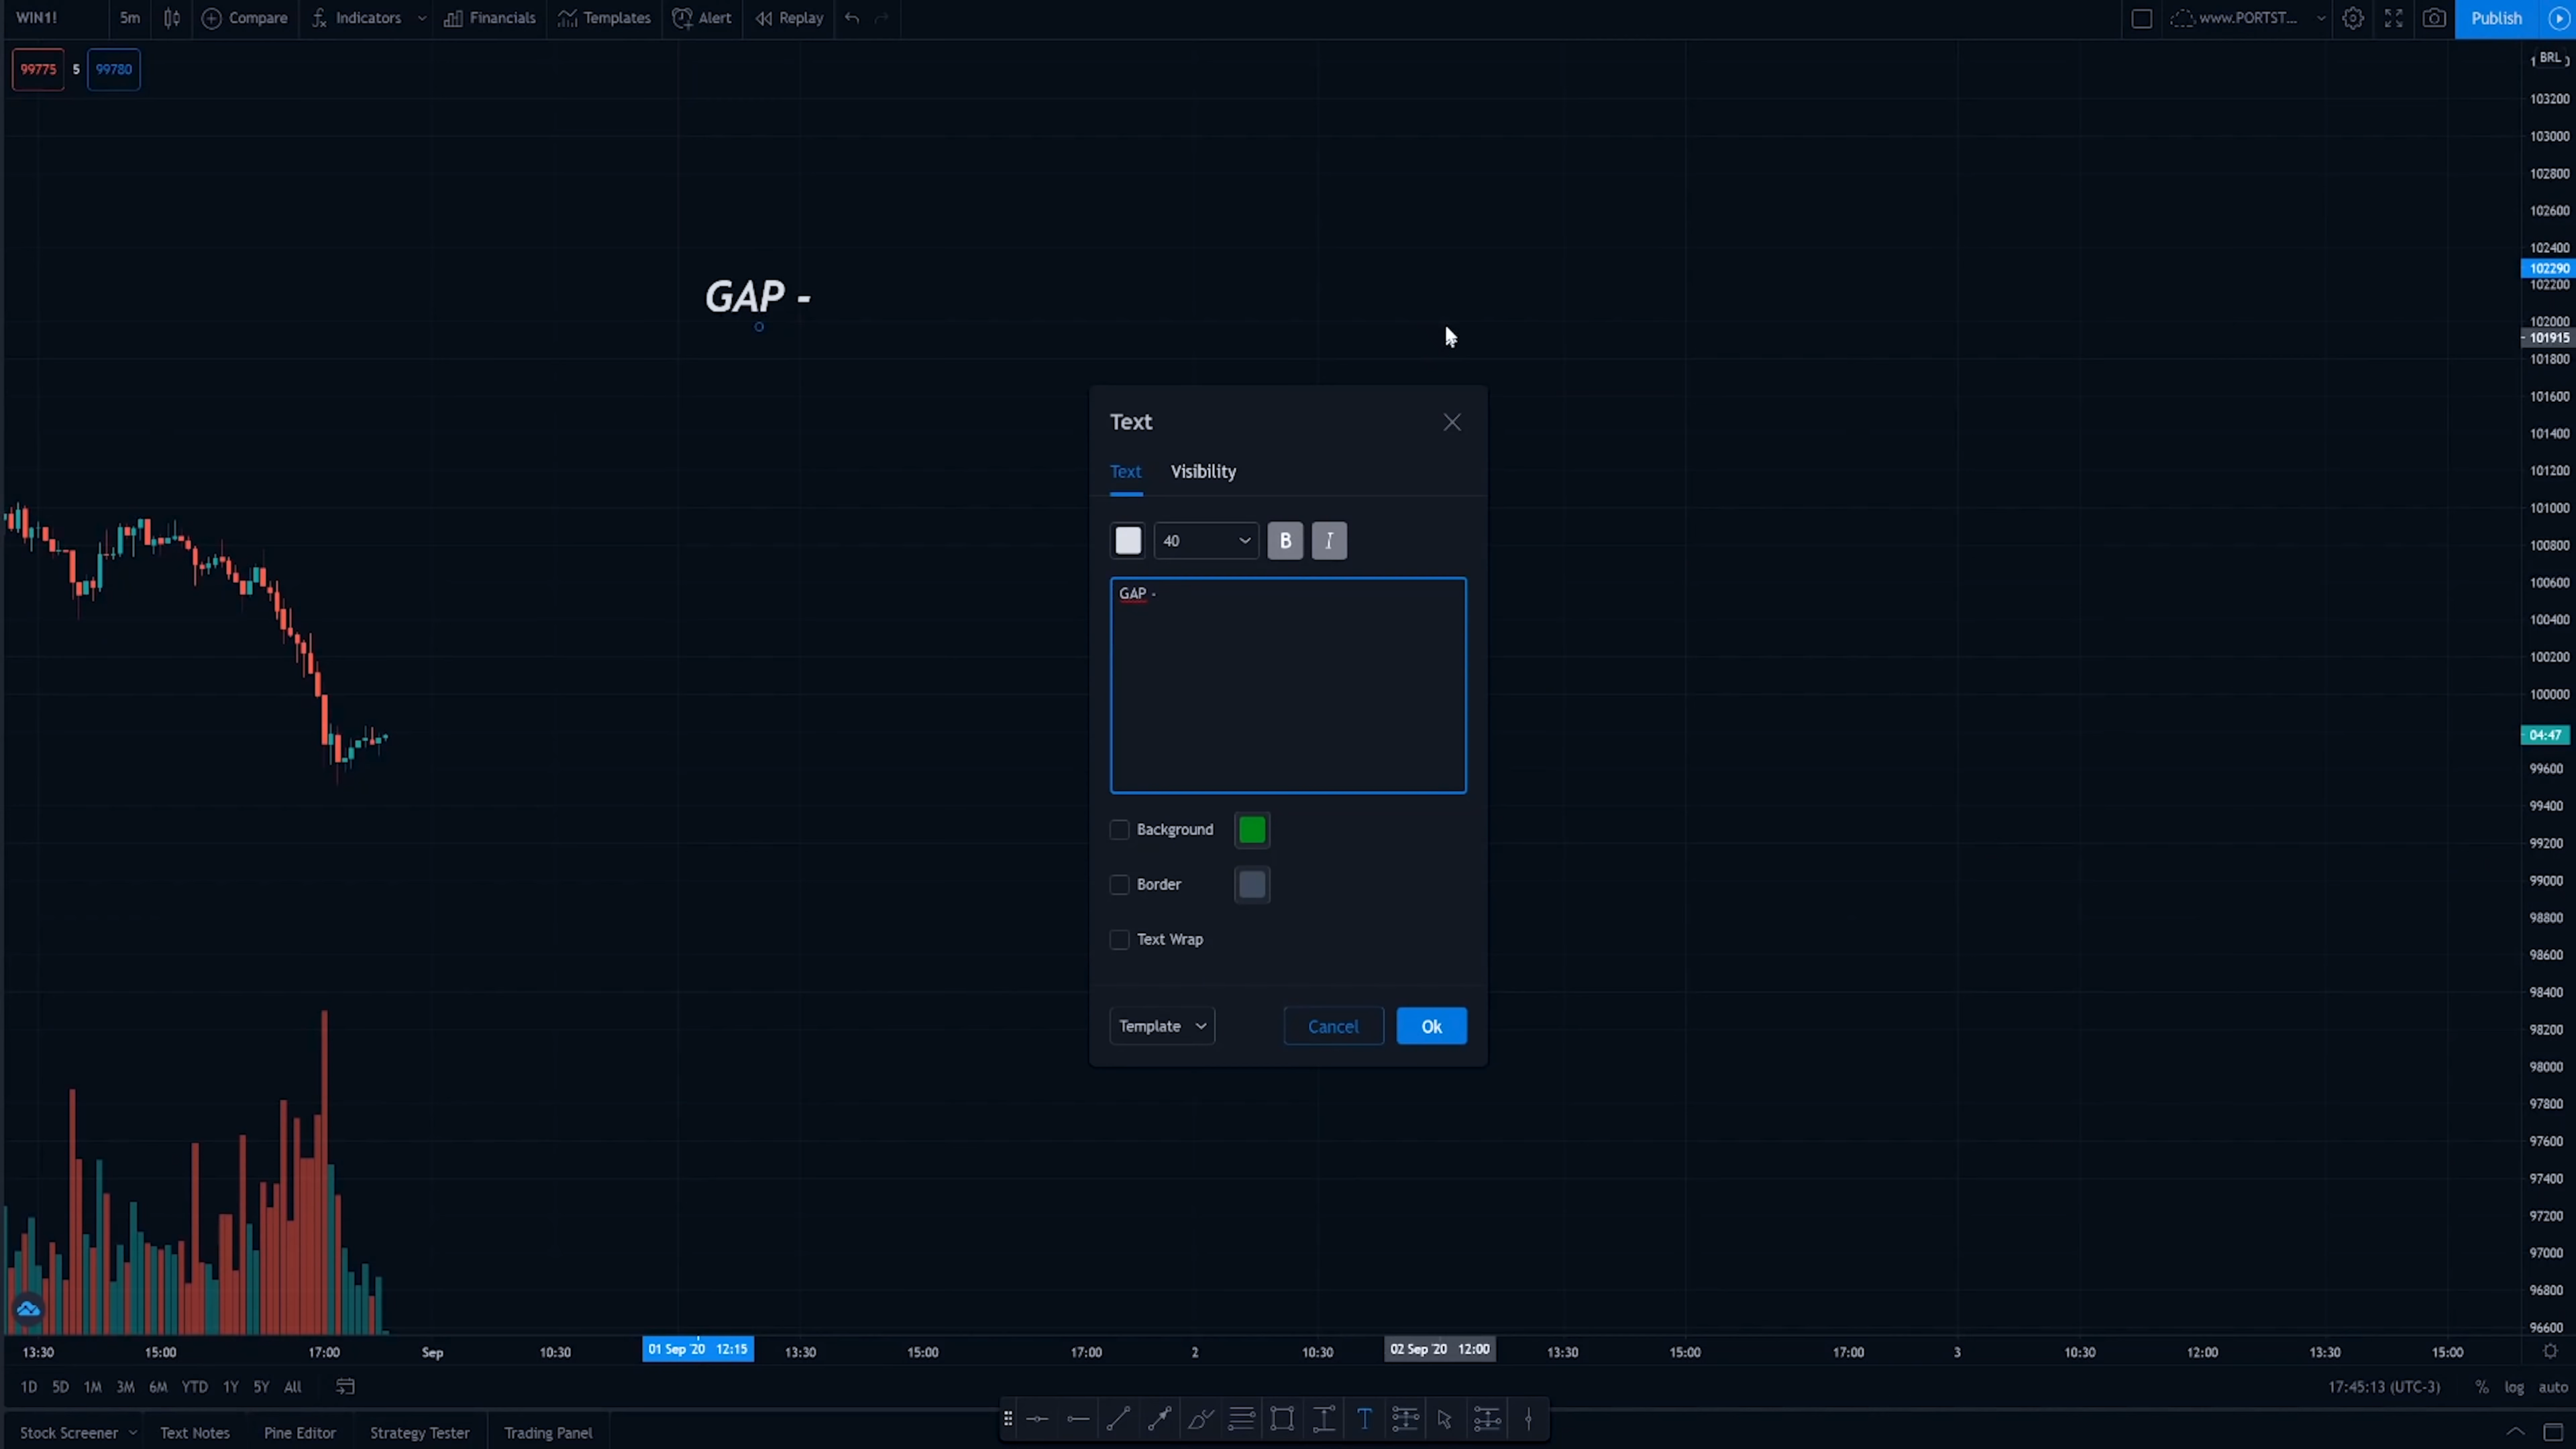 WIN1! 5m Compare Indicators Financials Templates Alert Replay www.PORTST... Publish
99775 5 99780
BRL
103200
103000
102800
102600
102400
102290
102200
102000
101915
101800
101600
101400
101200
101000
100800
100600
100400
100200
100000
04:47
99600
99400
99200
99000
98800
98600
98400
98200
98000
97800
97600
97400
97200
97000
96800
96600
GAP -
Text
Text Visibility
40 B I
GAP -
Background
Border
Text Wrap
Template Cancel Ok
13:30 15:00 17:00 Sep 10:30 01 Sep '20 12:15 13:30 15:00 17:00 2 10:30 02 Sep '20 12:00 13:30 15:00 17:00 3 10:30 12:00 13:30 15:00
1D 5D 1M 3M 6M YTD 1Y 5Y All 17:45:13 (UTC-3) % log auto
T
Stock Screener Text Notes Pine Editor Strategy Tester Trading Panel